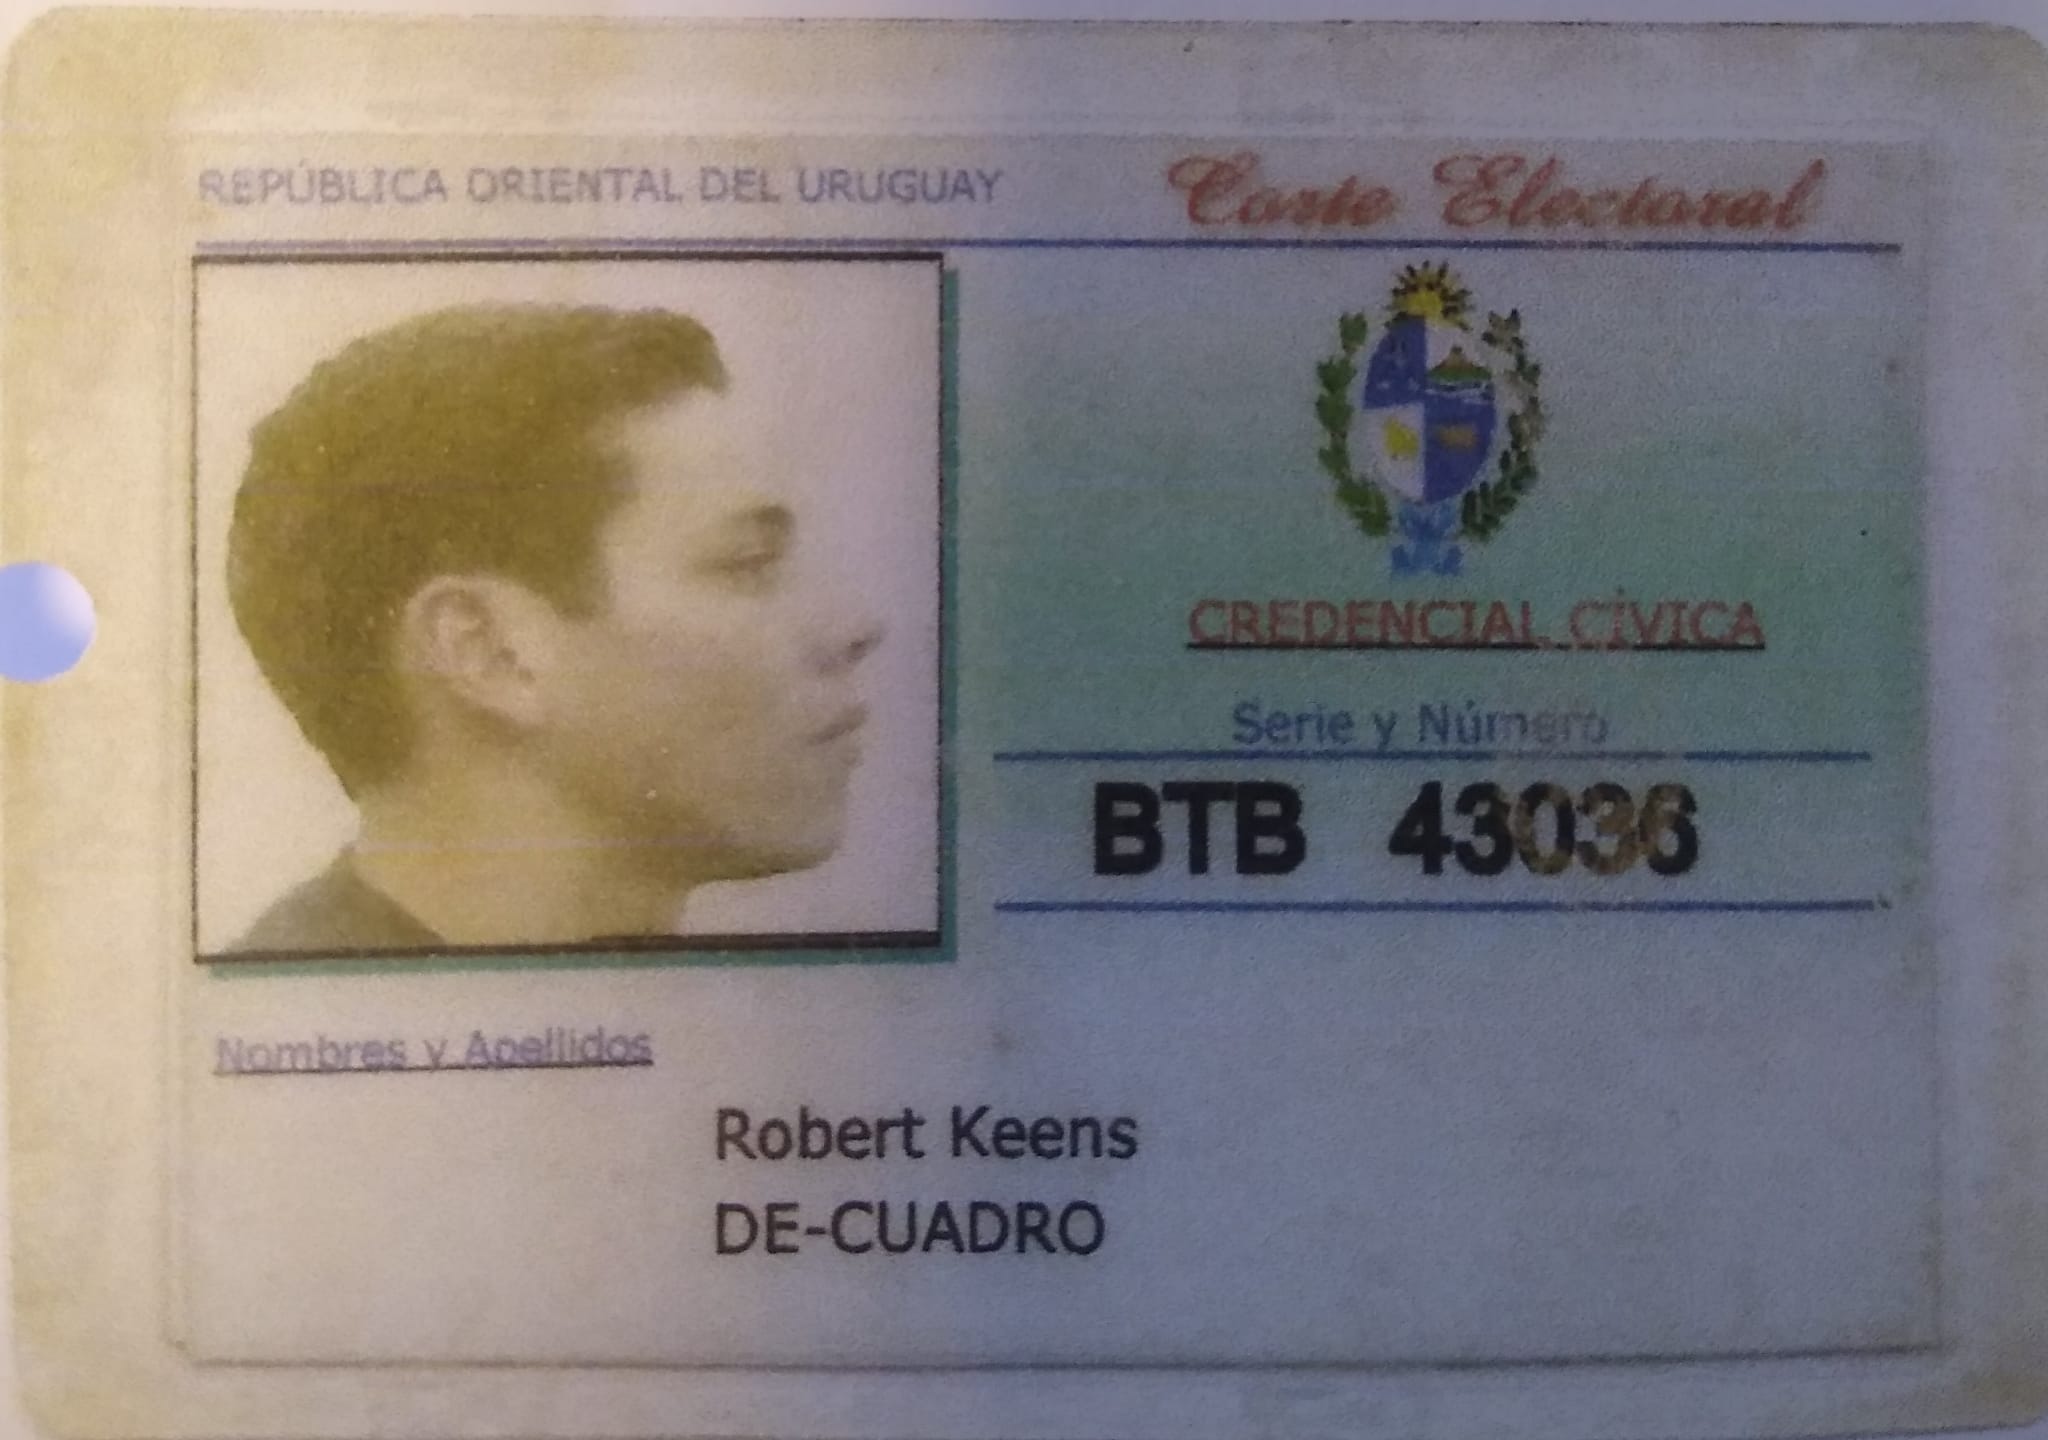 REPÚBLICA ORIENTAL DEL URUGUAY
Corte Electoral
CREDENCIAL CÍVICA
Serie y Número
BTB 43036
Nombres y Apellidos
Robert Keens
DE-CUADRO